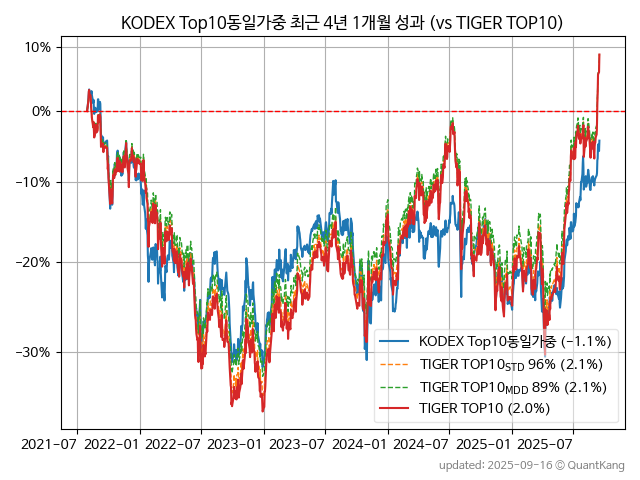 KODEX Top10동일가중 최근 4년 1개월 성과 (vs TIGER TOP10)
10%
0%
−10%
−20%
−30%
KODEX Top10동일가중 (−1.1%)
TIGER TOP10STD 96% (2.1%)
TIGER TOP10MDD 89% (2.1%)
TIGER TOP10 (2.0%)
2021-07 2022-01 2022-07 2023-01 2023-07 2024-01 2024-07 2025-01 2025-07
updated: 2025-09-16 © QuantKang